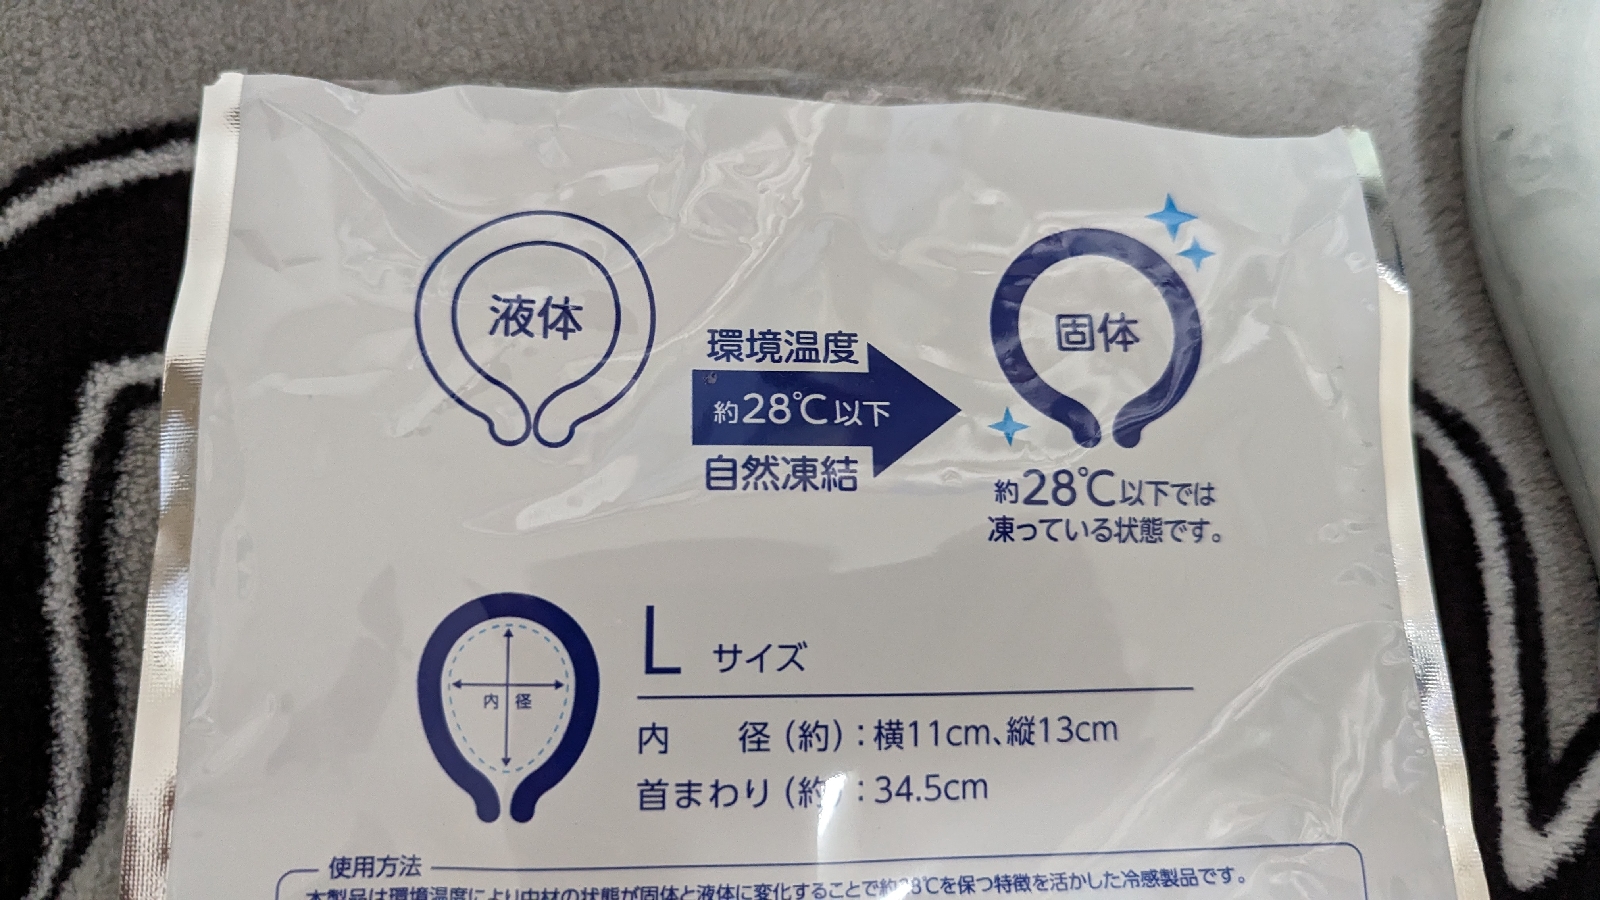 液体
環境温度
約28℃以下
自然凍結
固体
約28℃以下では
凍っている状態です。
内径
L サイズ
内 径(約):横11cm、縦13cm
首まわり(約):34.5cm
使用方法
本製品は環境温度により中材の状態が固体と液体に変化することで約28℃を保つ特徴を活かした冷感製品です。